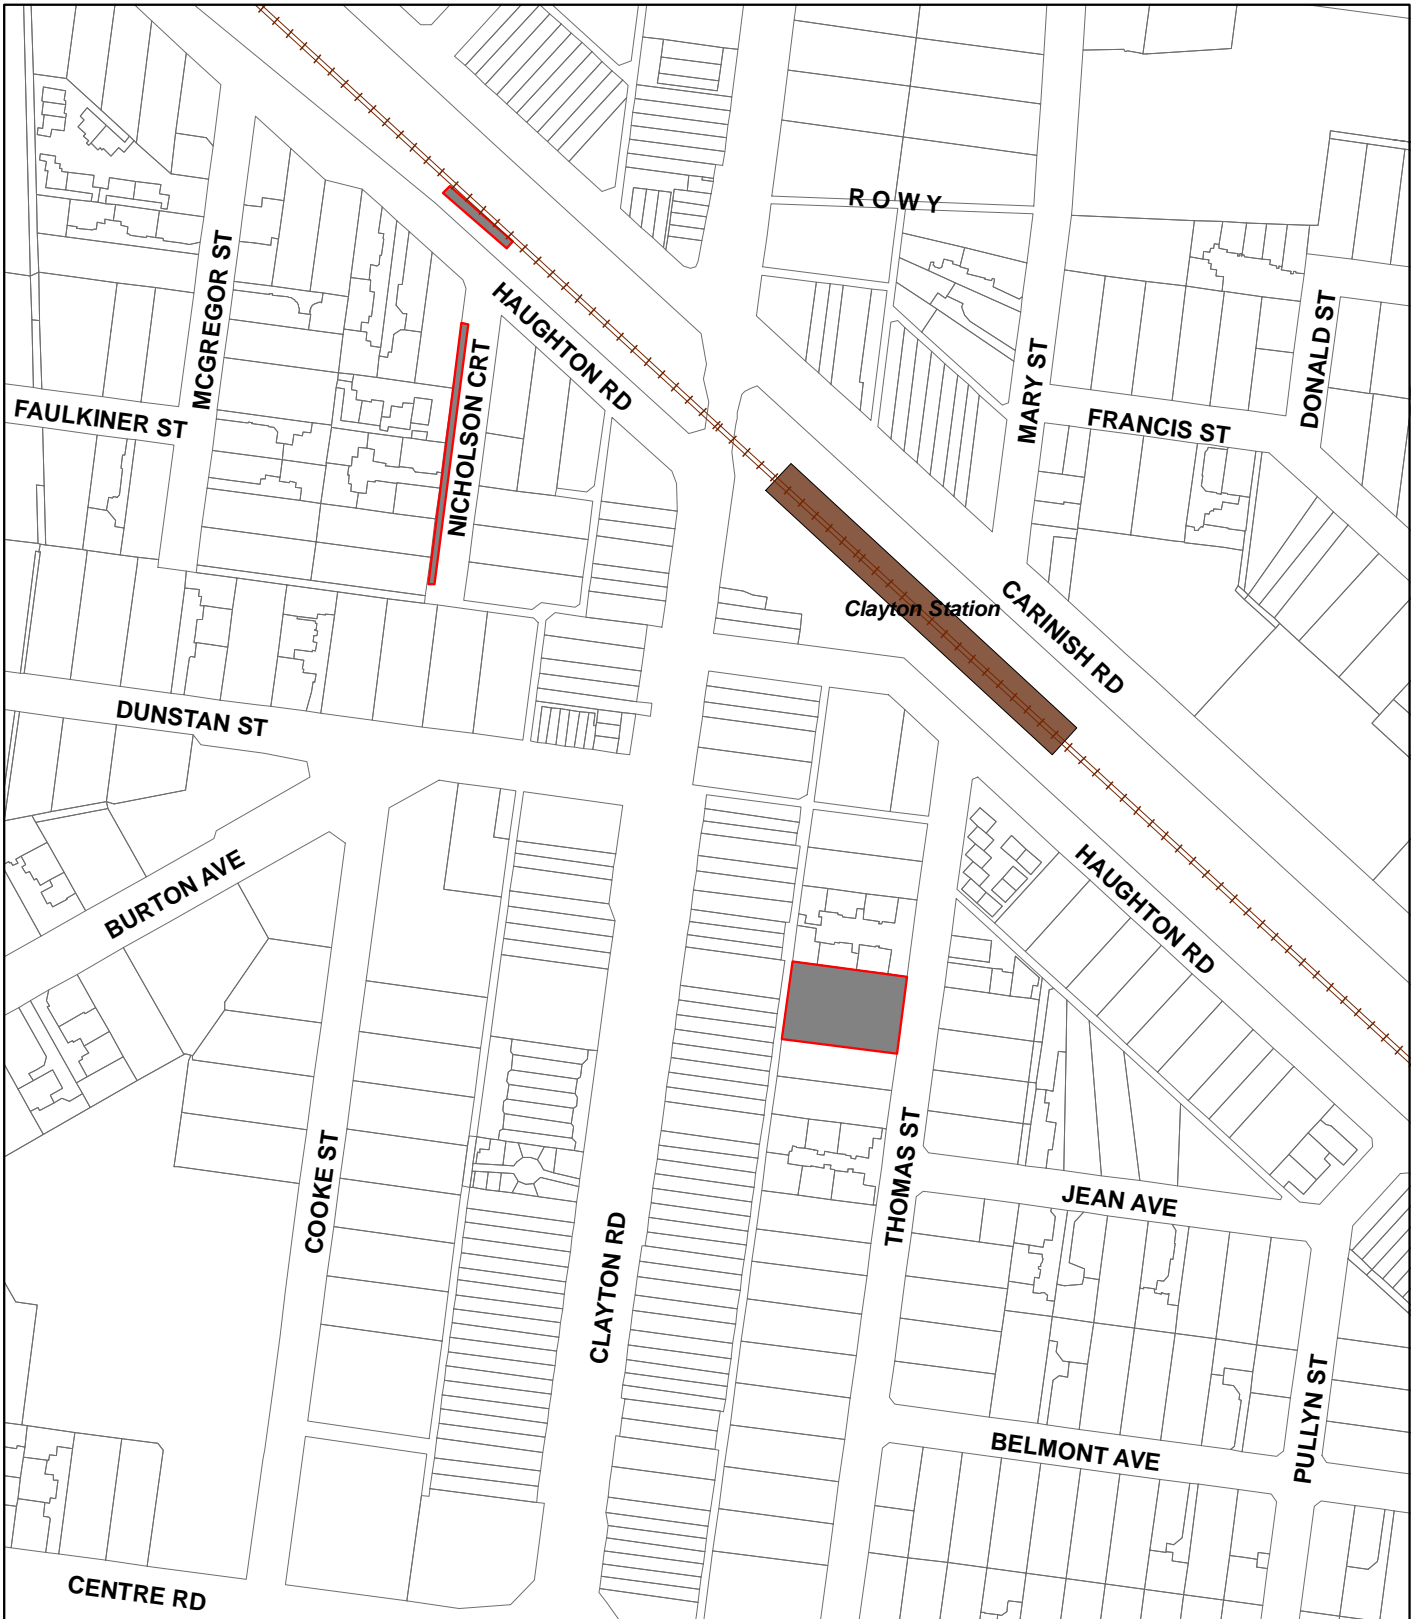 R O W Y
MCGREGOR ST
HAUGHTON RD
DONALD ST
NICHOLSON CRT
MARY ST
FAULKINER ST
FRANCIS ST
Clayton Station
CARINISH RD
DUNSTAN ST
BURTON AVE
HAUGHTON RD
COOKE ST
THOMAS ST
JEAN AVE
CLAYTON RD
PULLYN ST
BELMONT AVE
CENTRE RD